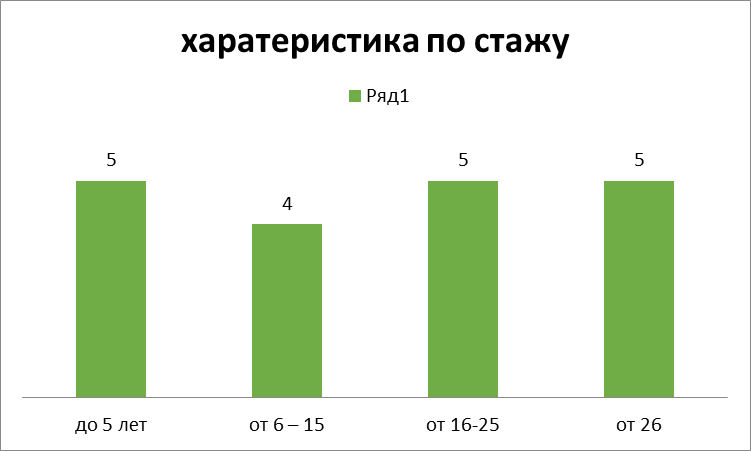 харатеристика по стажу
Ряд1
5
4
5
5
до 5 лет
от 6 – 15
от 16-25
от 26